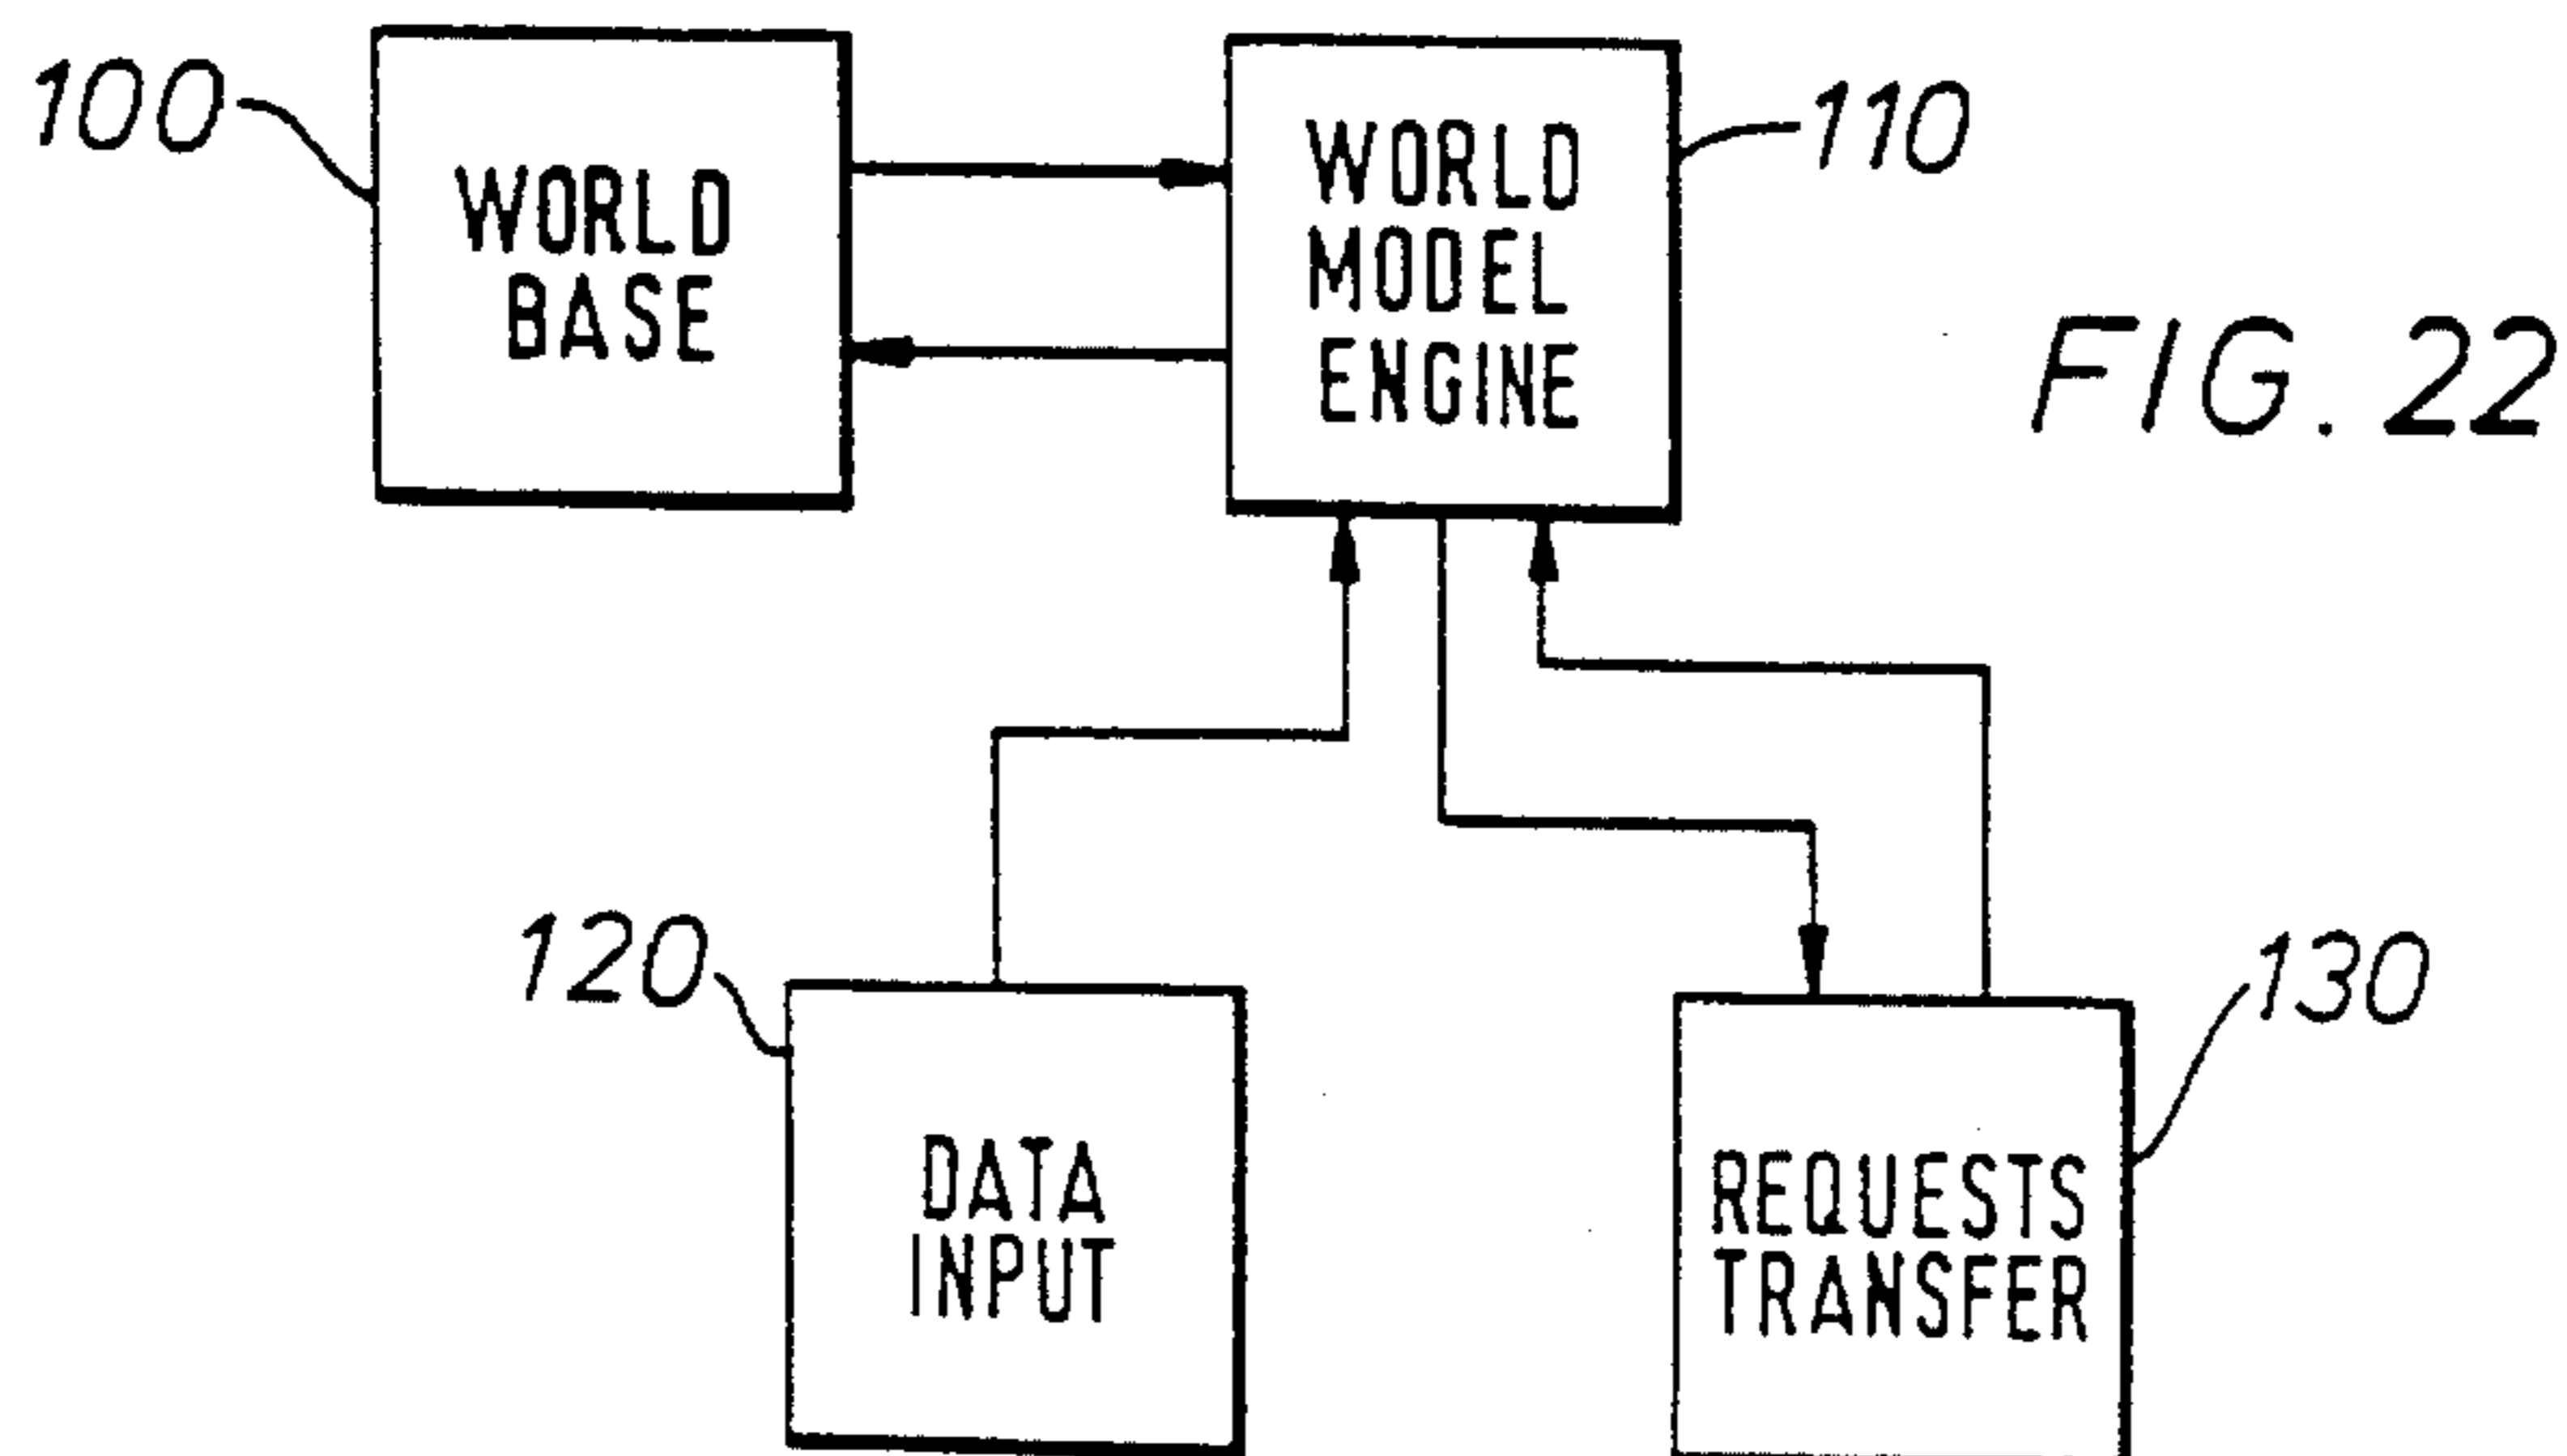 100
WORLD
BASE
WORLD
MODEL
ENGINE
110
FIG. 22
120
DATA
INPUT
REQUESTS
TRANSFER
130